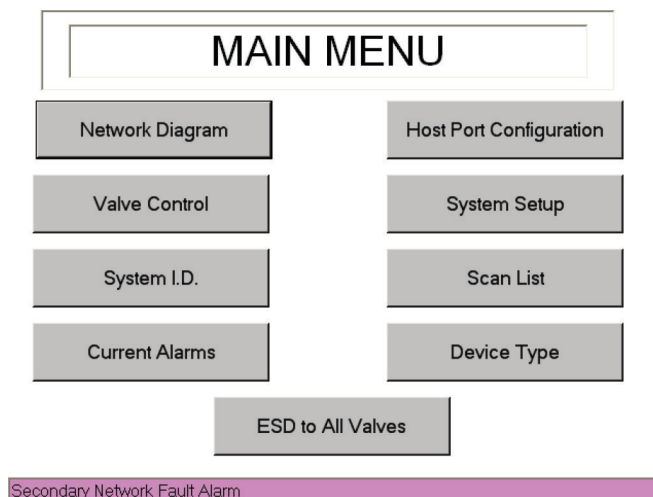 MAIN MENU
Network Diagram
Host Port Configuration
Valve Control
System Setup
System I.D.
Scan List
Current Alarms
Device Type
ESD to All Valves
Secondary Network Fault Alarm